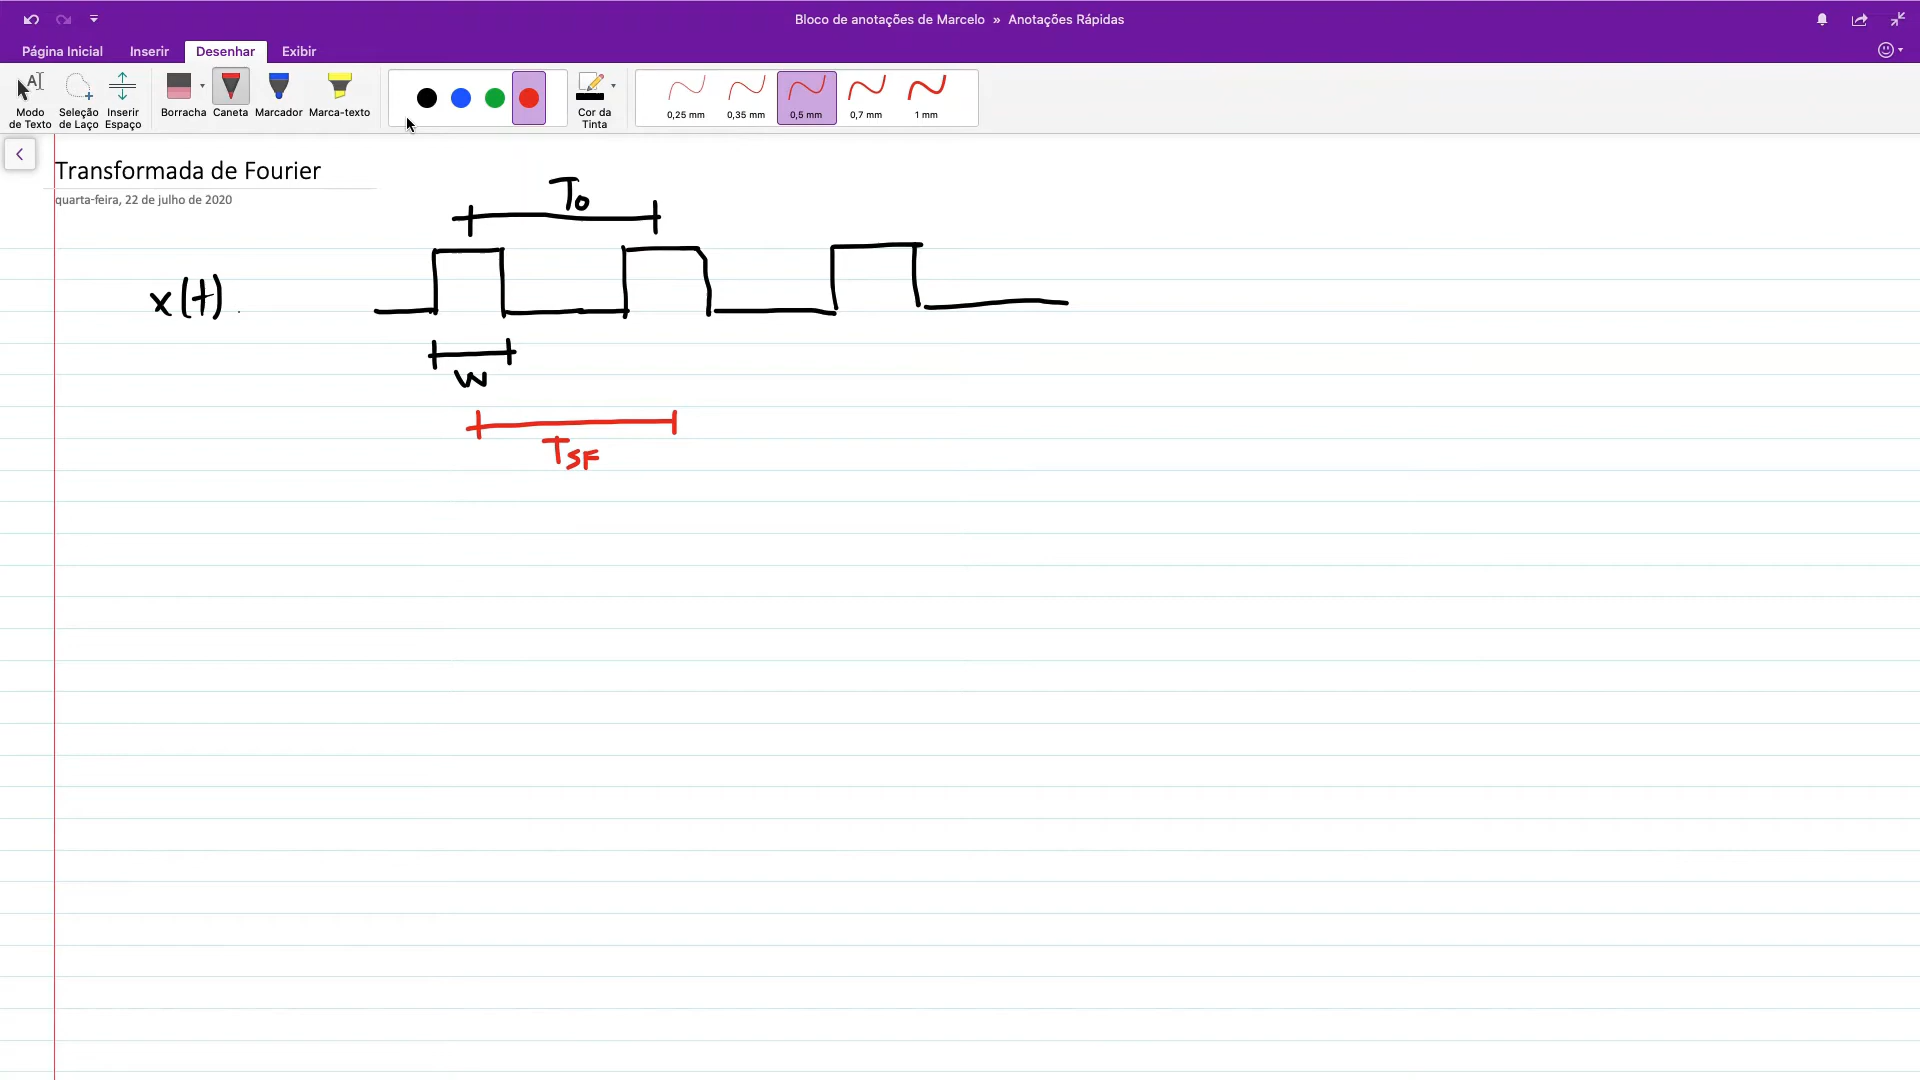 Bloco de anotações de Marcelo » Anotações Rápidas
Página Inicial Inserir Desenhar Exibir
Modo de Texto
Seleção de Laço
Inserir Espaço
Borracha
Caneta
Marcador
Marca-texto
Cor da Tinta
0,25 mm
0,35 mm
0,5 mm
0,7 mm
1 mm
Transformada de Fourier
quarta-feira, 22 de julho de 2020
T0
x(t)
W
TSF